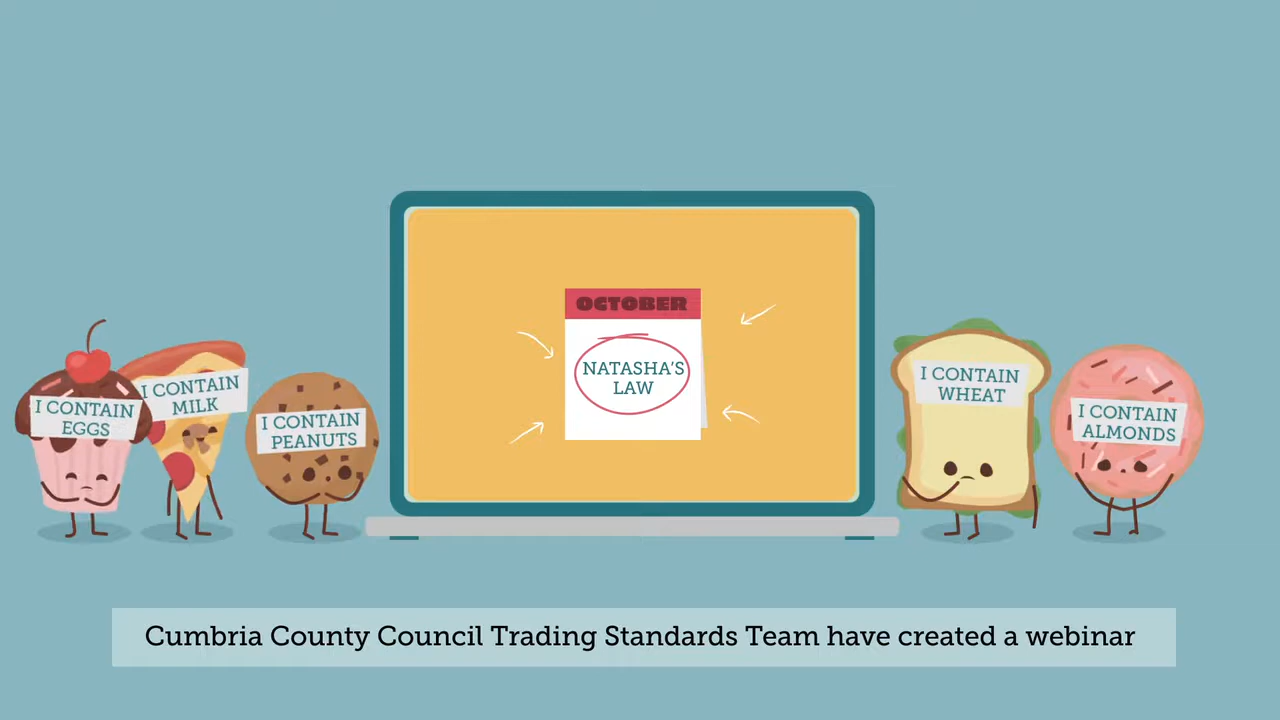 OCTOBER
NATASHA'S
LAW
I CONTAIN
EGGS
I CONTAIN
MILK
I CONTAIN
PEANUTS
I CONTAIN
WHEAT
I CONTAIN
ALMONDS
Cumbria County Council Trading Standards Team have created a webinar